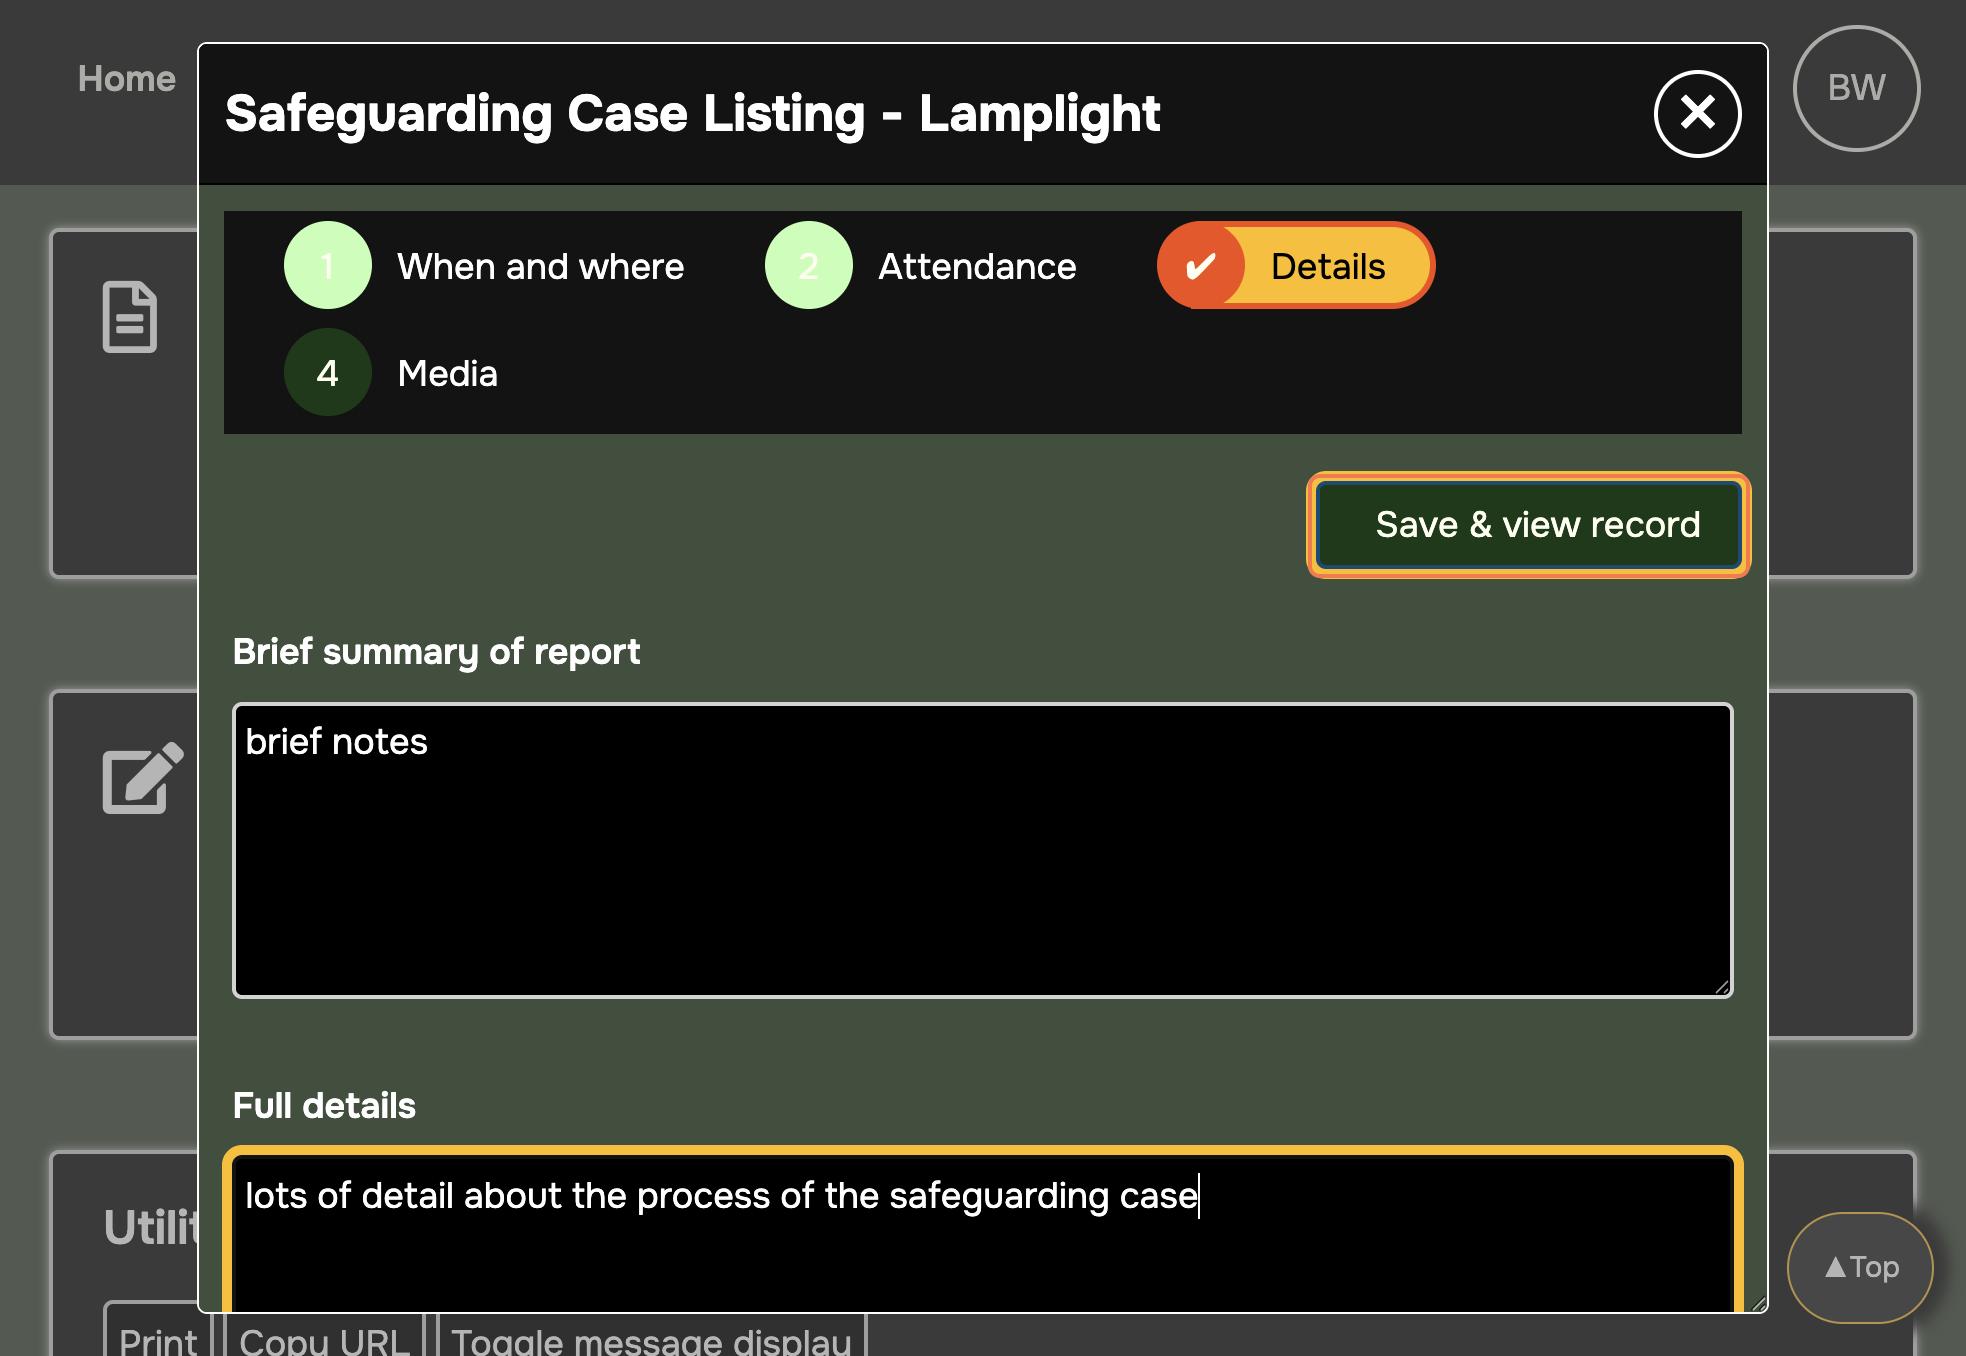 Home
Safeguarding Case Listing - Lamplight
BW
1 When and where
2 Attendance
✔ Details
4 Media
Save & view record
Brief summary of report
brief notes
Full details
lots of detail about the process of the safeguarding case
Utilit
▲Top
Print
Copy URL
Toggle message display